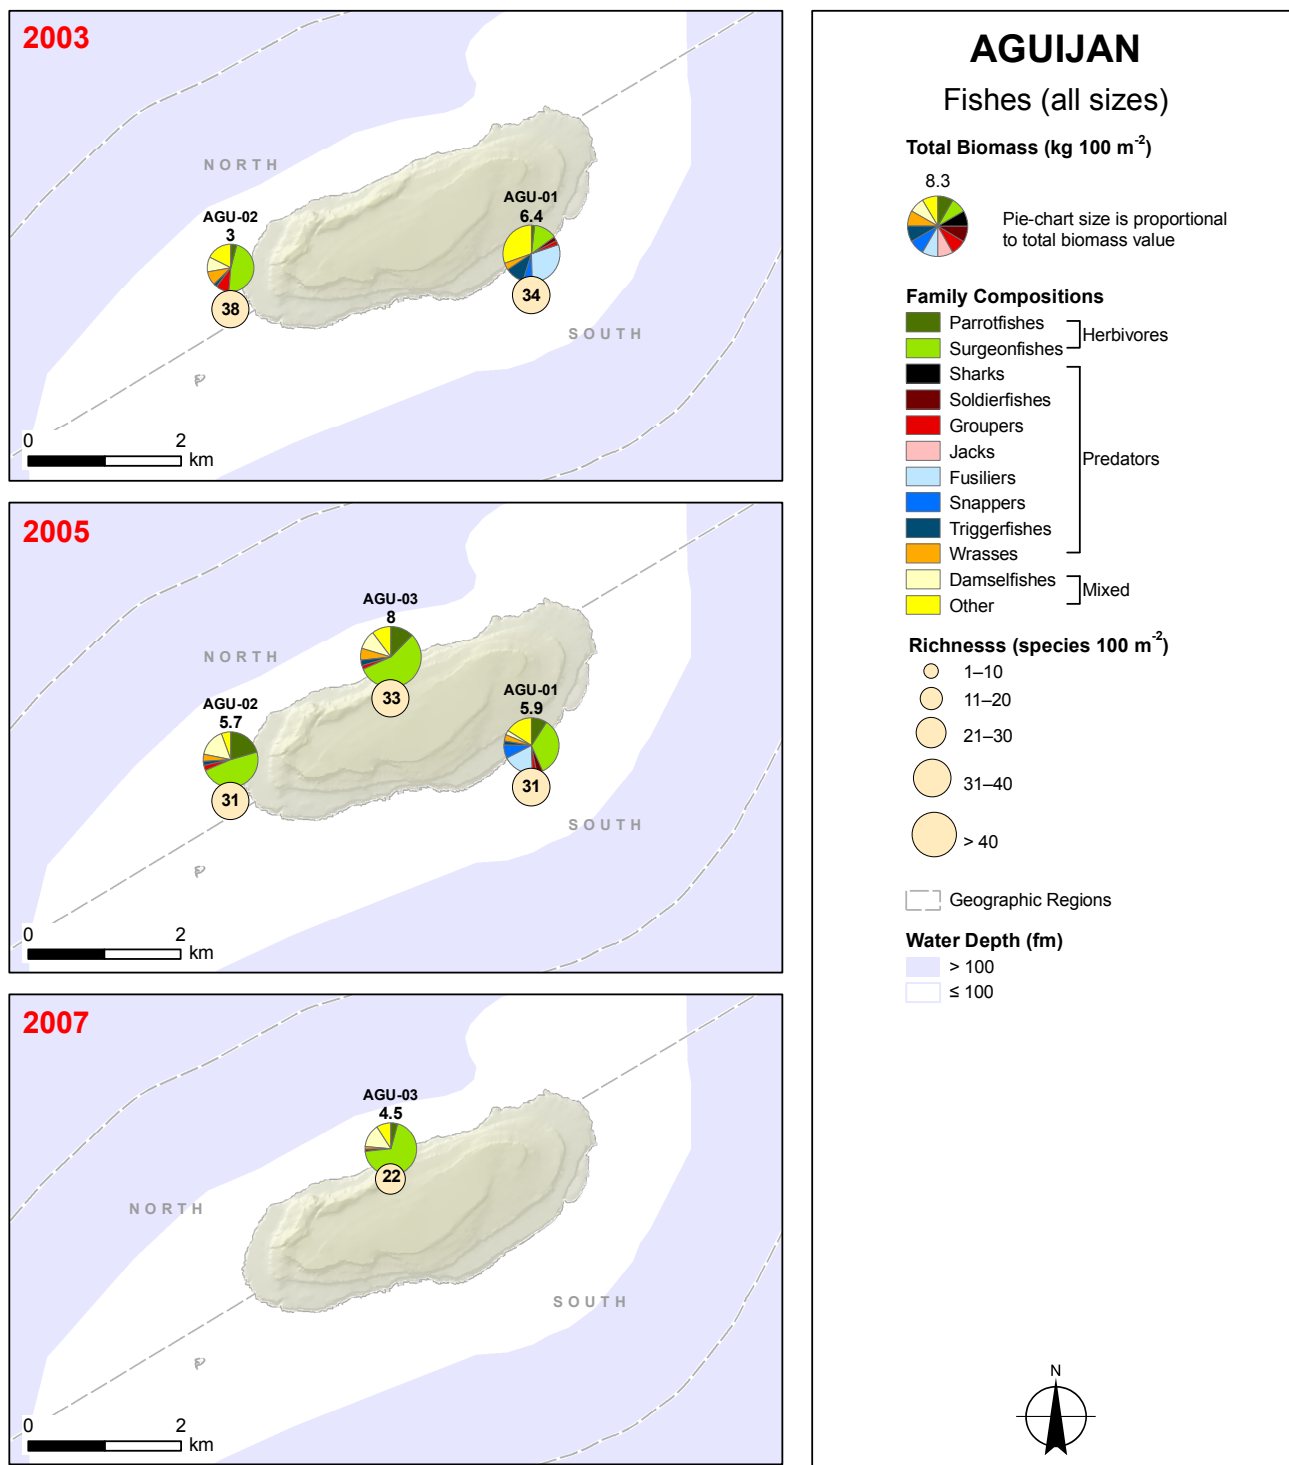 2003
NORTH
AGU-02
3
38
AGU-01
6.4
34
SOUTH
0 2
km
2005
AGU-03
8
33
NORTH
AGU-02
5.7
31
AGU-01
5.9
31
SOUTH
0 2
km
2007
AGU-03
4.5
22
NORTH
SOUTH
0 2
km
AGUIJAN
Fishes (all sizes)
Total Biomass (kg 100 m⁻²)
8.3
Pie-chart size is proportional
to total biomass value
Family Compositions
Parrotfishes
Surgeonfishes
Herbivores
Sharks
Soldierfishes
Groupers
Jacks
Fusiliers
Snappers
Triggerfishes
Wrasses
Predators
Damselfishes
Other
Mixed
Richnesss (species 100 m⁻²)
1–10
11–20
21–30
31–40
> 40
Geographic Regions
Water Depth (fm)
> 100
≤ 100
N